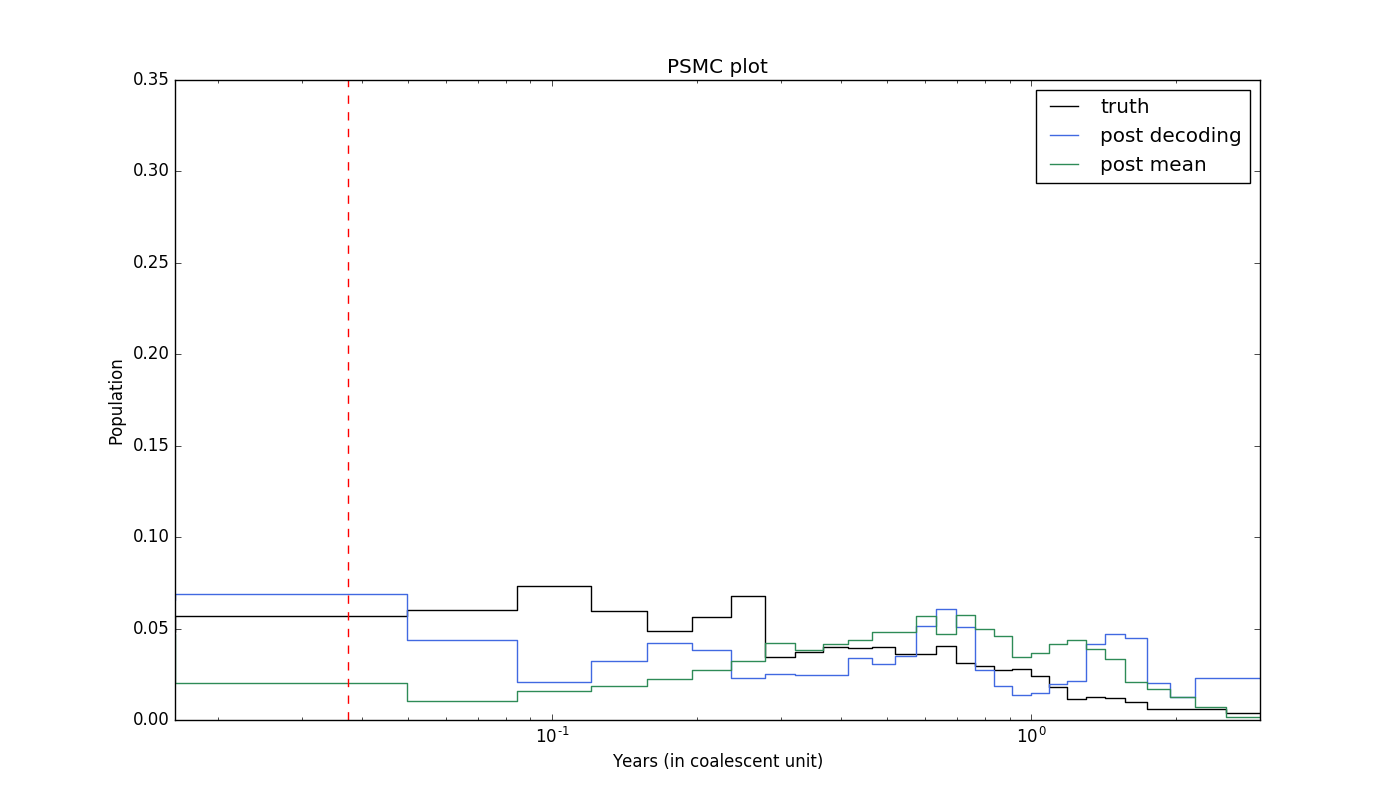 PSMC plot
0.35
0.30
0.25
0.20
0.15
0.10
0.05
0.00
Population
truth
post decoding
post mean
10^-1
10^0
Years (in coalescent unit)